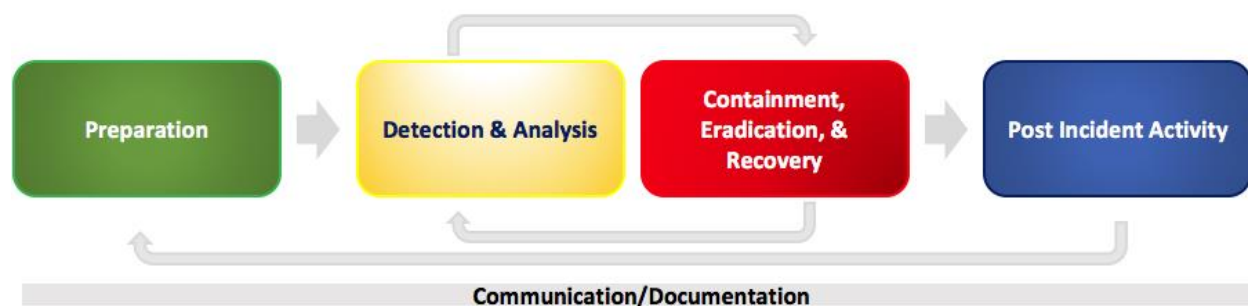 Preparation
Detection & Analysis
Containment,
Eradication, &
Recovery
Post Incident Activity
Communication/Documentation